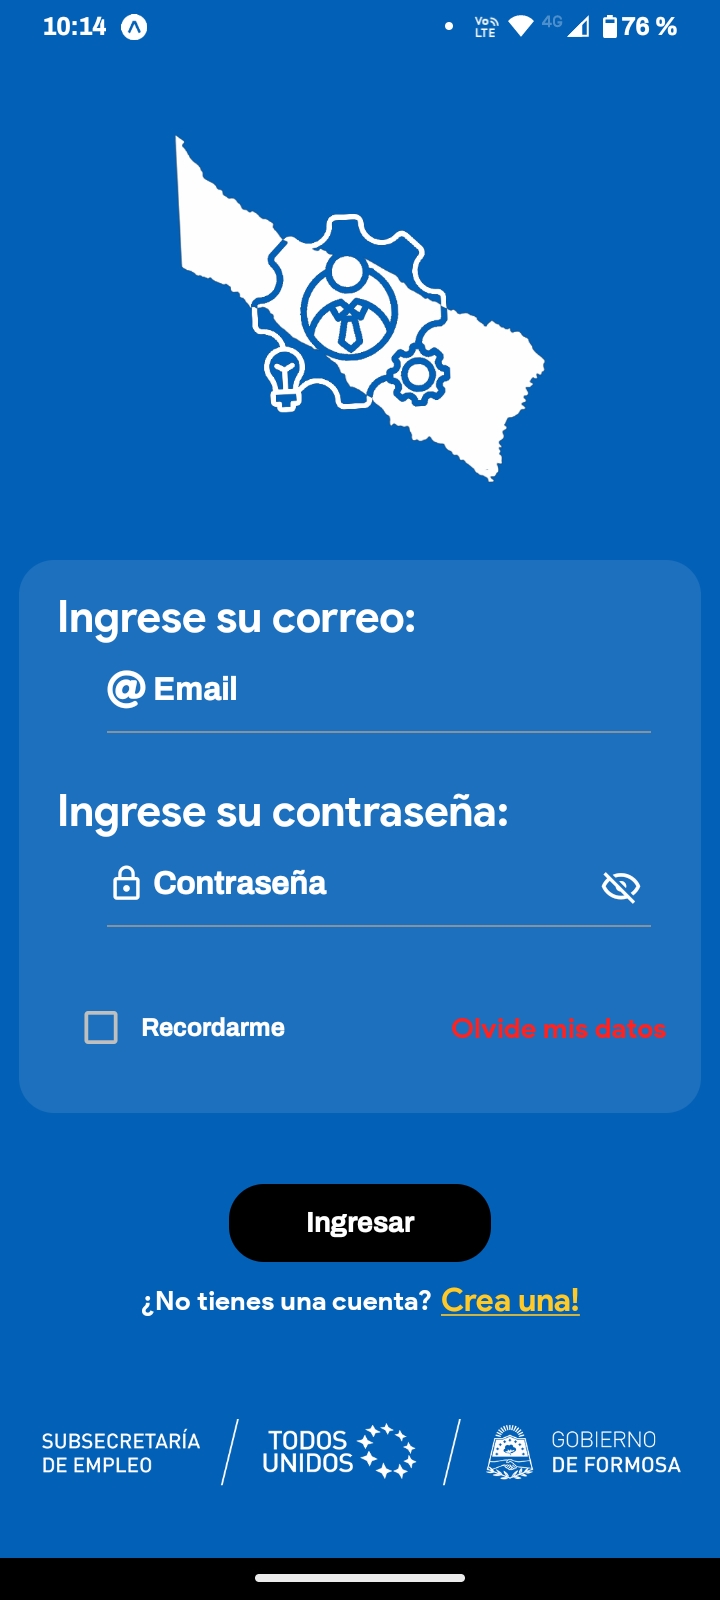 10:14
Vo
LTE
4G
76 %
Ingrese su correo:
@ Email
Ingrese su contraseña:
Contraseña
Recordarme
Olvide mis datos
Ingresar
¿No tienes una cuenta? Crea una!
SUBSECRETARÍA
DE EMPLEO
TODOS
UNIDOS
GOBIERNO
DE FORMOSA